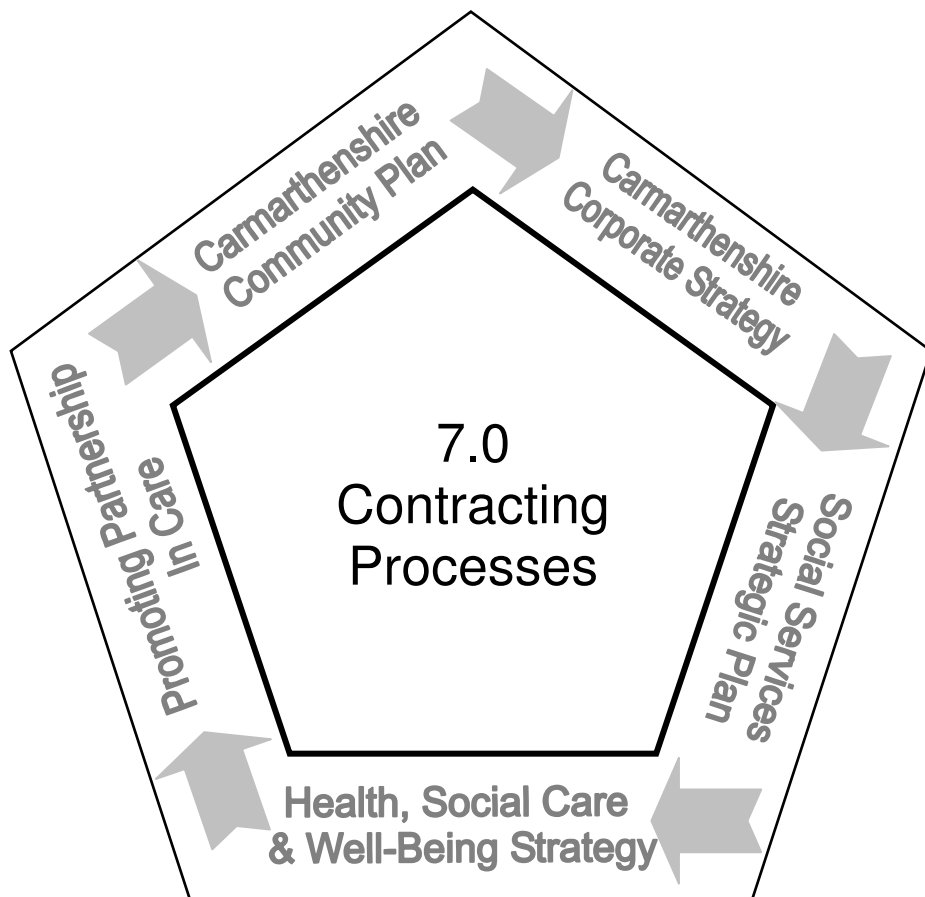 Carmarthenshire
Community Plan
Carmarthenshire
Corporate Strategy
Social Services
Strategic Plan
Health, Social Care
& Well-Being Strategy
Promoting Partnership
In Care
7.0
Contracting
Processes